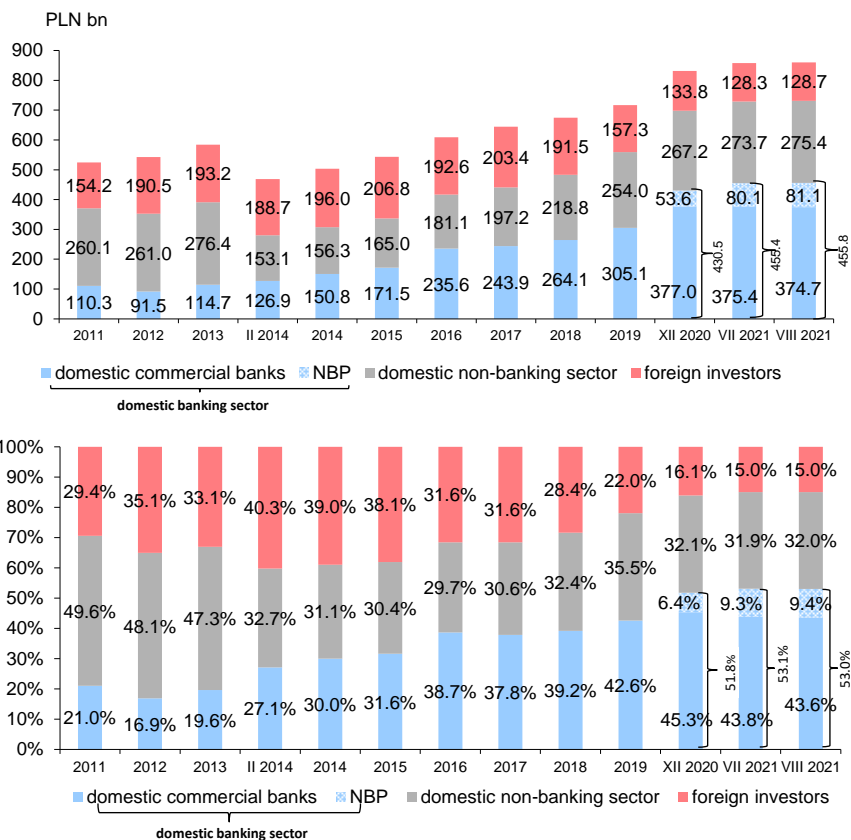 PLN bn
900
800
700
600
500
400
300
200
100
0
154.2 190.5 193.2 188.7 196.0 206.8 192.6 203.4 191.5 157.3 133.8 128.3 128.7
260.1 261.0 276.4 153.1 156.3 165.0 181.1 197.2 218.8 254.0 267.2 273.7 275.4
53.6 80.1 81.1
110.3 91.5 114.7 126.9 150.8 171.5 235.6 243.9 264.1 305.1 377.0 375.4 374.7
430.5 455.4 455.8
2011 2012 2013 II 2014 2014 2015 2016 2017 2018 2019 XII 2020 VII 2021 VIII 2021
domestic commercial banks NBP domestic non-banking sector foreign investors
domestic banking sector
100%
90%
80%
70%
60%
50%
40%
30%
20%
10%
0%
29.4% 35.1% 33.1% 40.3% 39.0% 38.1% 31.6% 31.6% 28.4% 22.0% 16.1% 15.0% 15.0%
49.6% 48.1% 47.3% 32.7% 31.1% 30.4% 29.7% 30.6% 32.4% 35.5% 32.1% 31.9% 32.0%
6.4% 9.3% 9.4%
21.0% 16.9% 19.6% 27.1% 30.0% 31.6% 38.7% 37.8% 39.2% 42.6% 45.3% 43.8% 43.6%
51.8% 53.1% 53.0%
2011 2012 2013 II 2014 2014 2015 2016 2017 2018 2019 XII 2020 VII 2021 VIII 2021
domestic commercial banks NBP domestic non-banking sector foreign investors
domestic banking sector